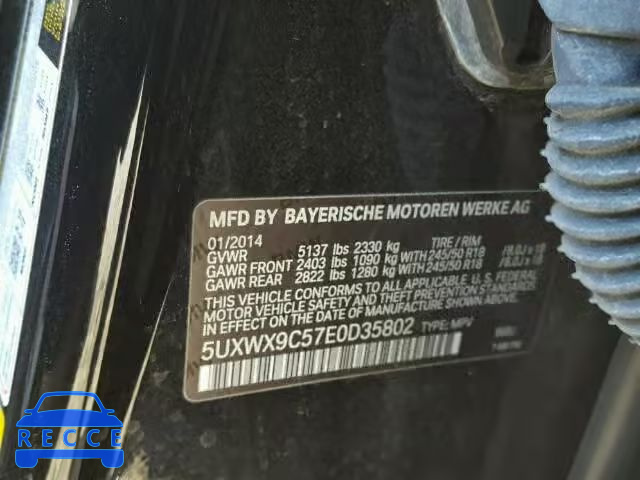 MFD BY BAYERISCHE MOTOREN WERKE AG
01/2014
GVWR 5137 lbs 2330 kg TIRE / RIM
GAWR FRONT 2403 lbs 1090 kg WITH 245/50 R18
GAWR REAR 2822 lbs 1280 kg WITH 245/50 R18
THIS VEHICLE CONFORMS TO ALL APPLICABLE U.S. FEDERAL
MOTOR VEHICLE SAFETY, BUMPER, AND THEFT PREVENTION
STANDARDS IN EFFECT ON THE DATE OF MANUFACTURE
5UXWX9C57E0D35802 TYPE: MPV
RECCE